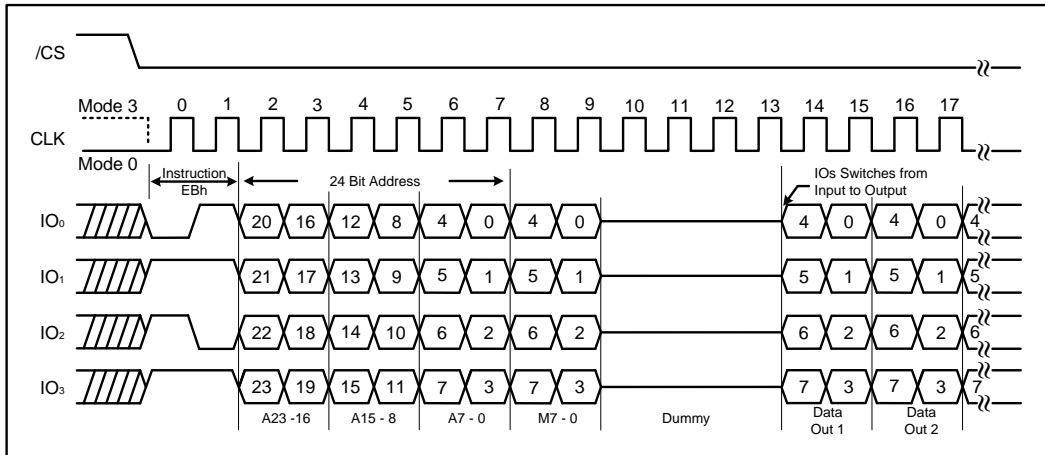 /CS
Mode 3 0 1 2 3 4 5 6 7 8 9 10 11 12 13 14 15 16 17
CLK
Mode 0
Instruction
EBh
24 Bit Address
IOs Switches from
Input to Output
IO₀ 20 16 12 8 4 0 4 0 4 0 4 0 4
IO₁ 21 17 13 9 5 1 5 1 5 1 5 1 5
IO₂ 22 18 14 10 6 2 6 2 6 2 6 2 6
IO₃ 23 19 15 11 7 3 7 3 7 3 7 3 7
A23 -16 A15 - 8 A7 - 0 M7 - 0 Dummy
Data
Out 1
Data
Out 2